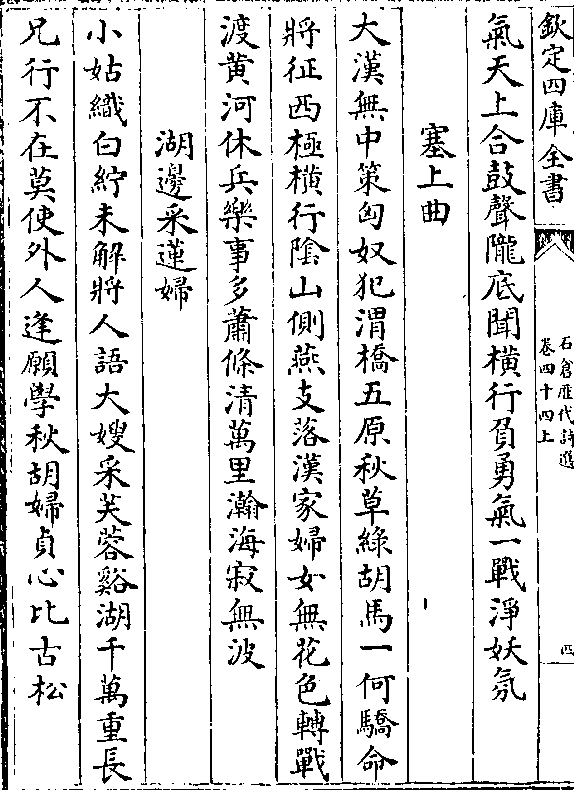 欽定四庫全書
石倉歷代詩選
卷四十四上
四
氣天上合鼓聲隴底聞橫行負勇氣一戰淨妖氛
塞上曲
大漢無中策匈奴犯渭橋五原秋草綠胡馬一何驕命
將征西極橫行陰山側燕支落漢家婦女無花色轉戰
渡黃河休兵樂事多蕭條清萬里瀚海寂無波
湖邊采蓮婦
小姑織白紵未解將人語大嫂采芙蓉谿湖千萬重長
兄行不在莫使外人逢願學秋胡婦貞心比古松